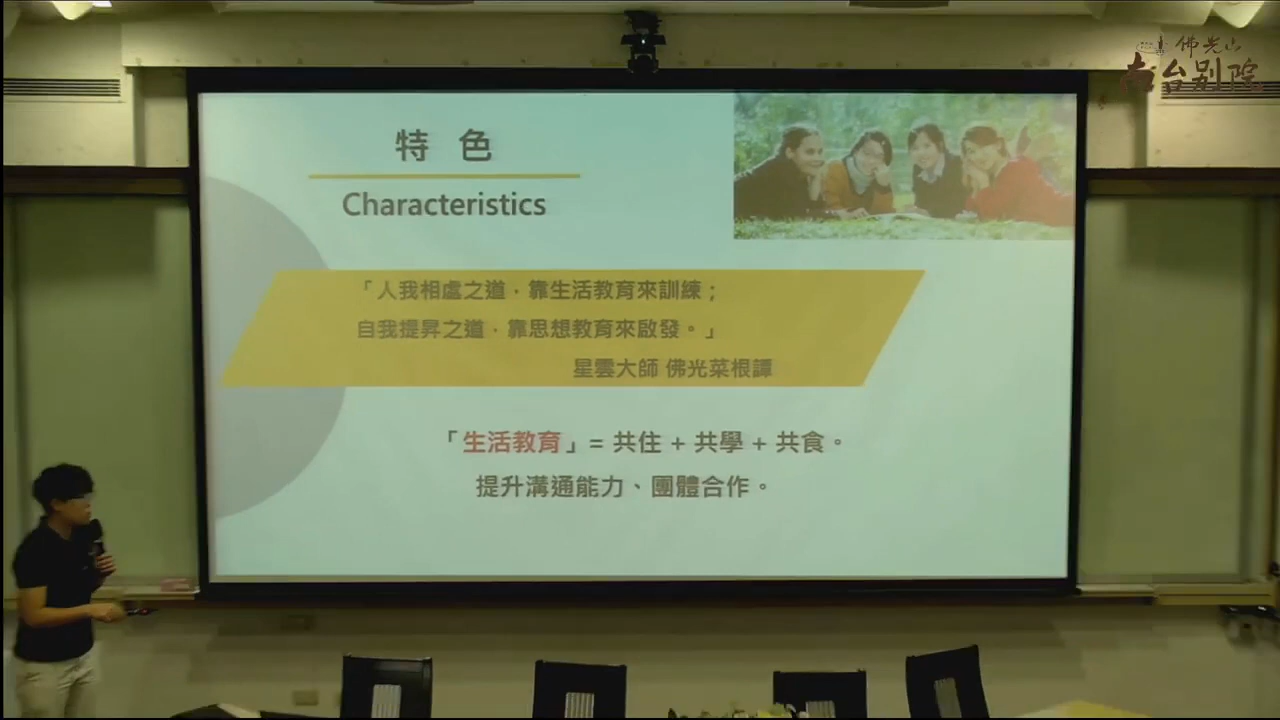 佛光山
南台別院
特 色
Characteristics
「人我相處之道，靠生活教育來訓練；
自我提昇之道，靠思想教育來啟發。」
星雲大師 佛光菜根譚
「生活教育」= 共住 + 共學 + 共食。
提升溝通能力、團體合作。